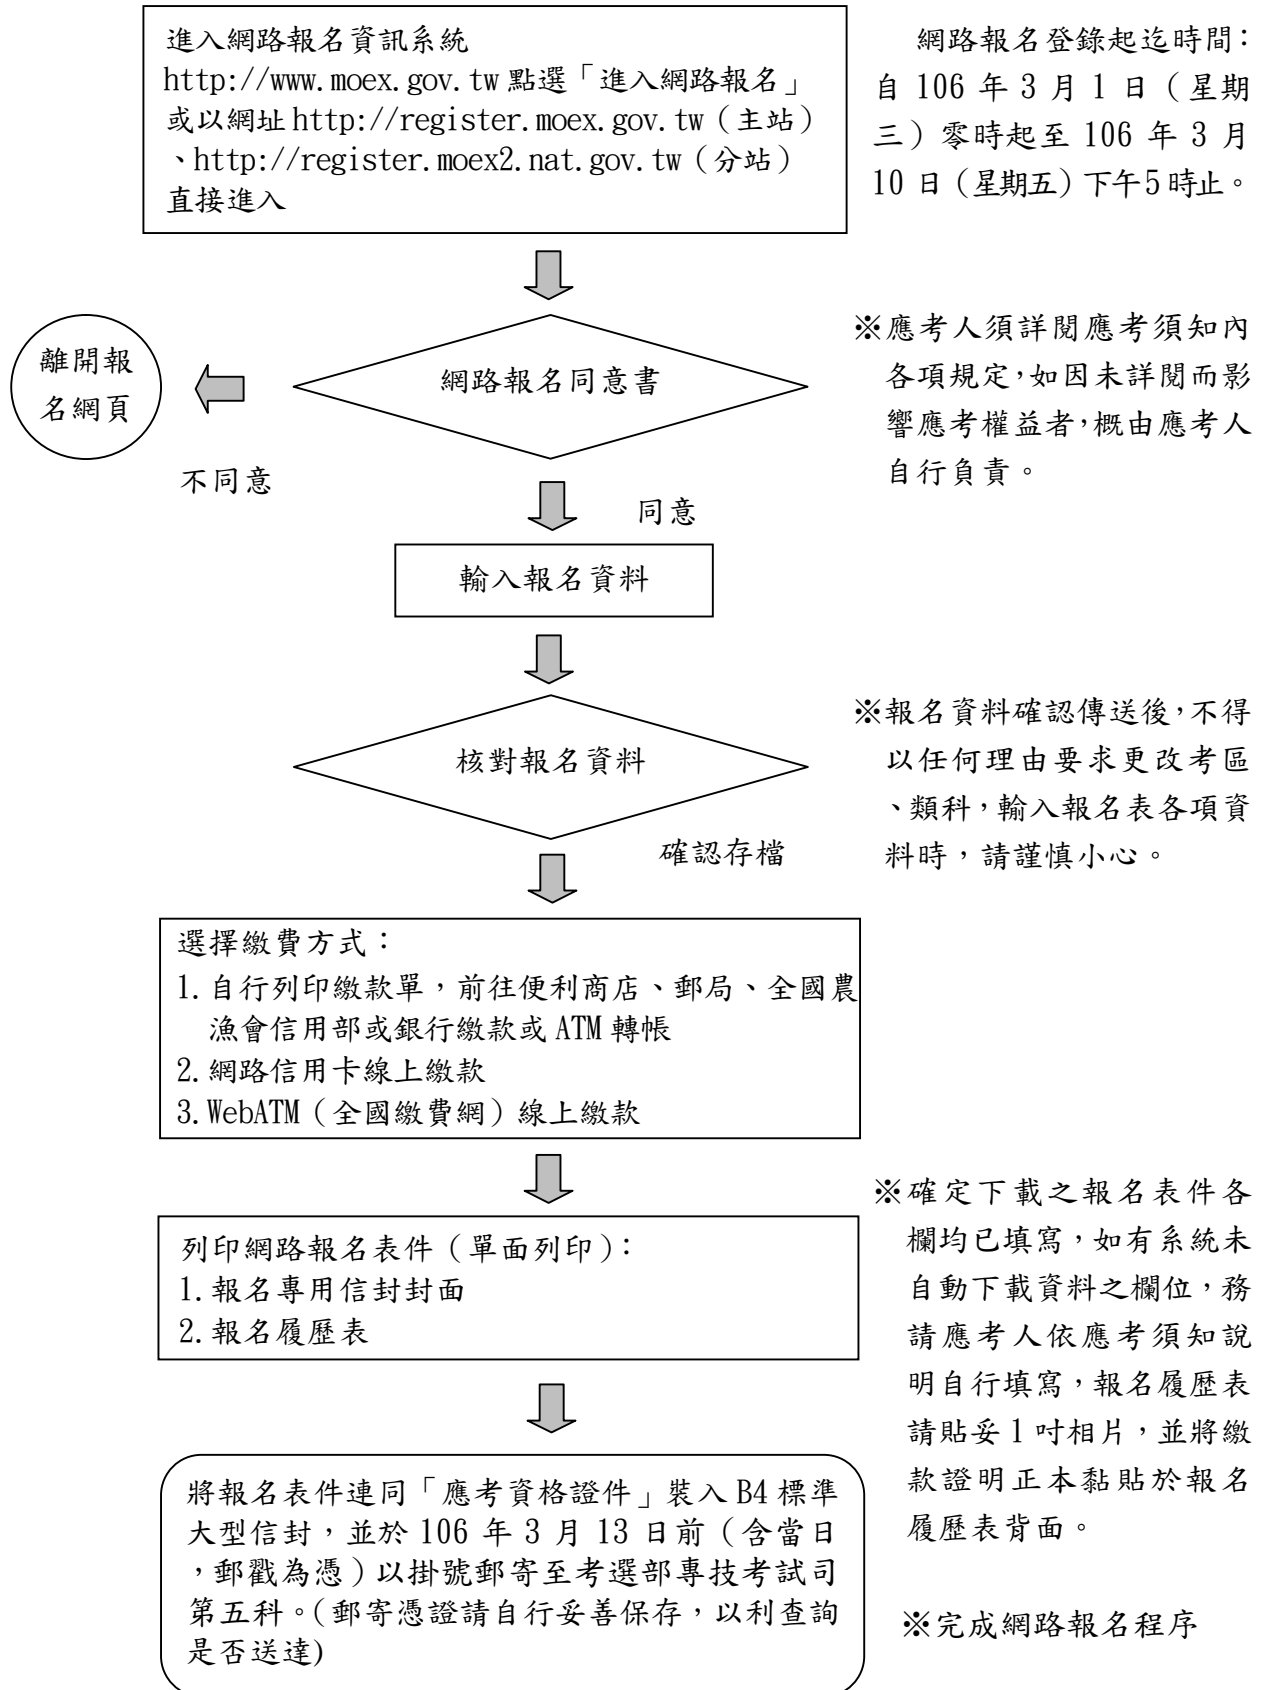 進入網路報名資訊系統
http://www.moex.gov.tw點選「進入網路報名」
或以網址http://register.moex.gov.tw（主站）
、http://register.moex2.nat.gov.tw（分站）
直接進入
網路報名登錄起迄時間：
自 106 年 3 月 1 日（星期
三）零時起至 106 年 3 月
10 日（星期五）下午5時止。
離開報
名網頁
網路報名同意書
※應考人須詳閱應考須知內
各項規定，如因未詳閱而影
響應考權益者，概由應考人
自行負責。
不同意
同意
輸入報名資料
核對報名資料
※報名資料確認傳送後，不得
以任何理由要求更改考區
、類科，輸入報名表各項資
料時，請謹慎小心。
確認存檔
選擇繳費方式：
1.自行列印繳款單，前往便利商店、郵局、全國農
漁會信用部或銀行繳款或 ATM 轉帳
2.網路信用卡線上繳款
3.WebATM（全國繳費網）線上繳款
列印網路報名表件（單面列印）：
1.報名專用信封封面
2.報名履歷表
※確定下載之報名表件各
欄均已填寫，如有系統未
自動下載資料之欄位，務
請應考人依應考須知說
明自行填寫，報名履歷表
請貼妥 1 吋相片，並將繳
款證明正本黏貼於報名
履歷表背面。
將報名表件連同「應考資格證件」裝入 B4 標準
大型信封，並於 106 年 3 月 13 日前（含當日
，郵戳為憑）以掛號郵寄至考選部專技考試司
第五科。(郵寄憑證請自行妥善保存，以利查詢
是否送達)
※完成網路報名程序